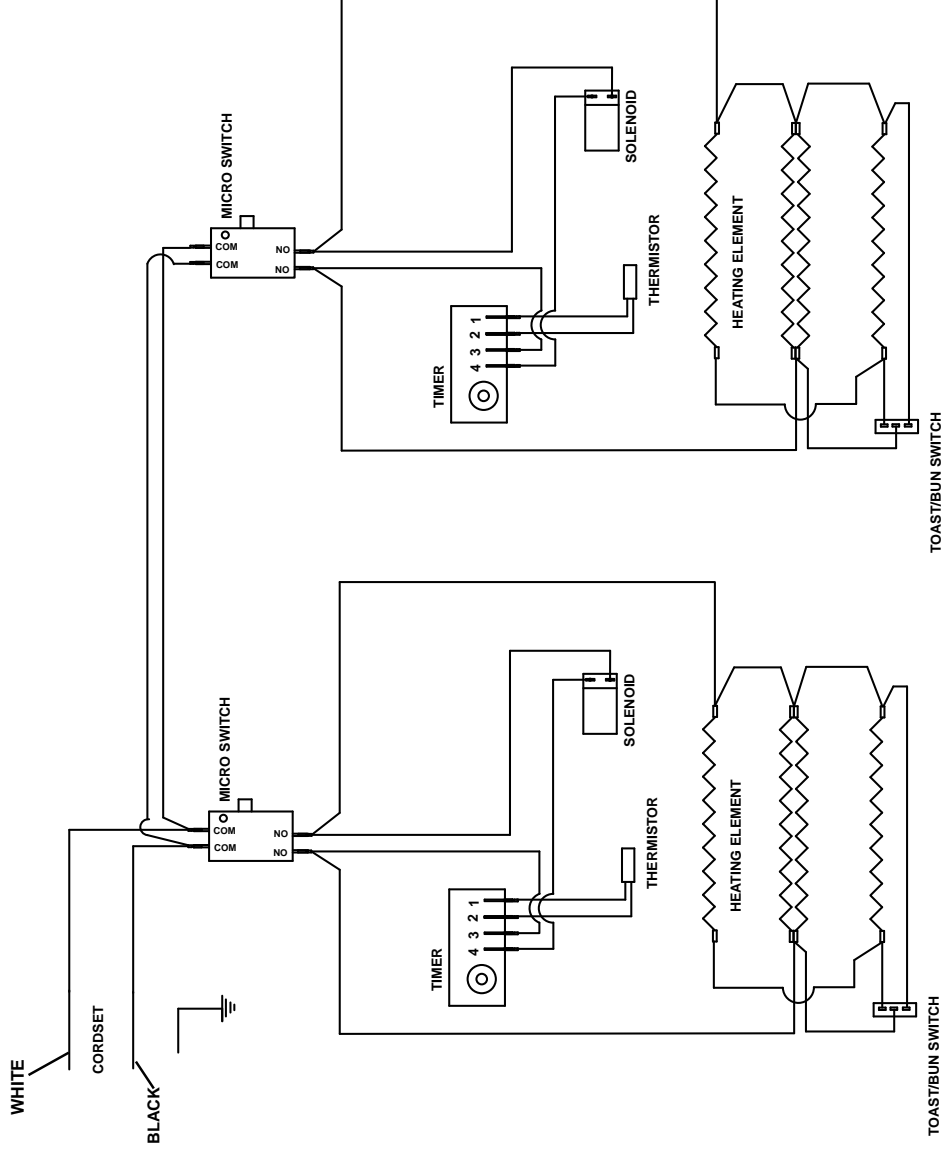 MICRO SWITCH
COM
COM
NO
NO
SOLENOID
TIMER
4 3 2 1
THERMISTOR
HEATING ELEMENT
TOAST/BUN SWITCH
MICRO SWITCH
COM
COM
NO
NO
SOLENOID
TIMER
4 3 2 1
THERMISTOR
HEATING ELEMENT
TOAST/BUN SWITCH
WHITE
CORDSET
BLACK